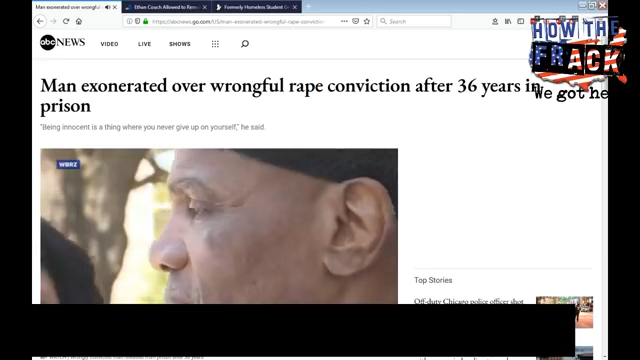 Man exonerated over wrongful
Ethan Couch Allowed to Rem
Formerly Homeless Student G
https://abcnews.go.com/US/man-exonerated-wrongful-rape-conviction
Search
HOW THE
FRACK
We got he
abc NEWS
VIDEO
LIVE
SHOWS
Man exonerated over wrongful rape conviction after 36 years in
prison
"Being innocent is a thing where you never give up on yourself," he said.
WBRZ
Top Stories
Off-duty Chicago police officer shot